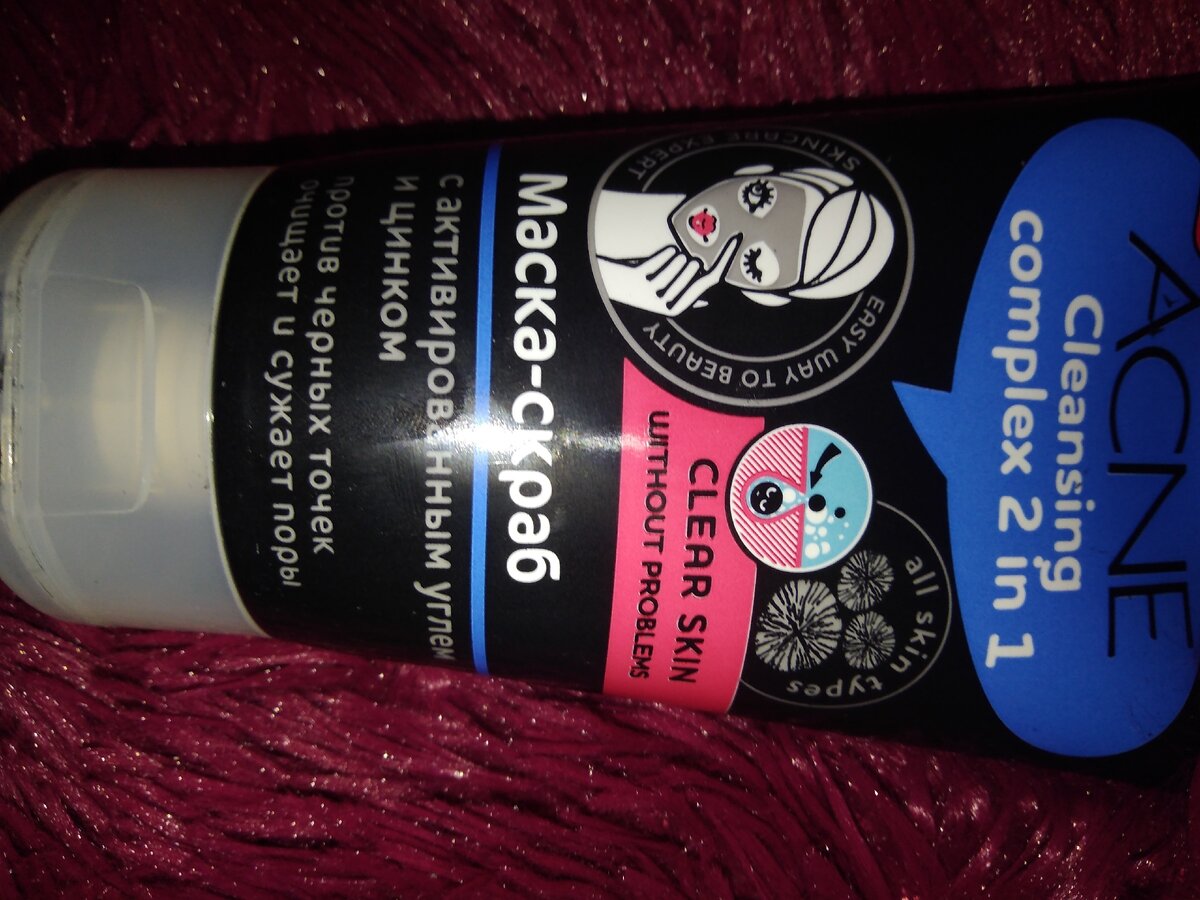 ACNE
Cleansing
complex 2 in 1
all skin types
SKINCARE EXPERT
EASY WAY TO BEAUTY
CLEAR SKIN
WITHOUT PROBLEMS
Маска-скраб
с активированным углем
и цинком
против черных точек
очищает и сужает поры